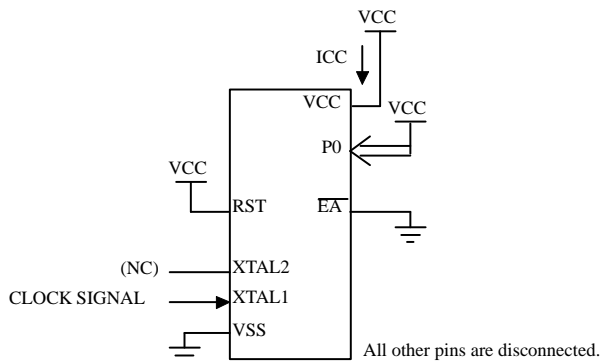 VCC
ICC
VCC
VCC
P0
VCC
RST
EA
(NC)
XTAL2
CLOCK SIGNAL
XTAL1
VSS
All other pins are disconnected.